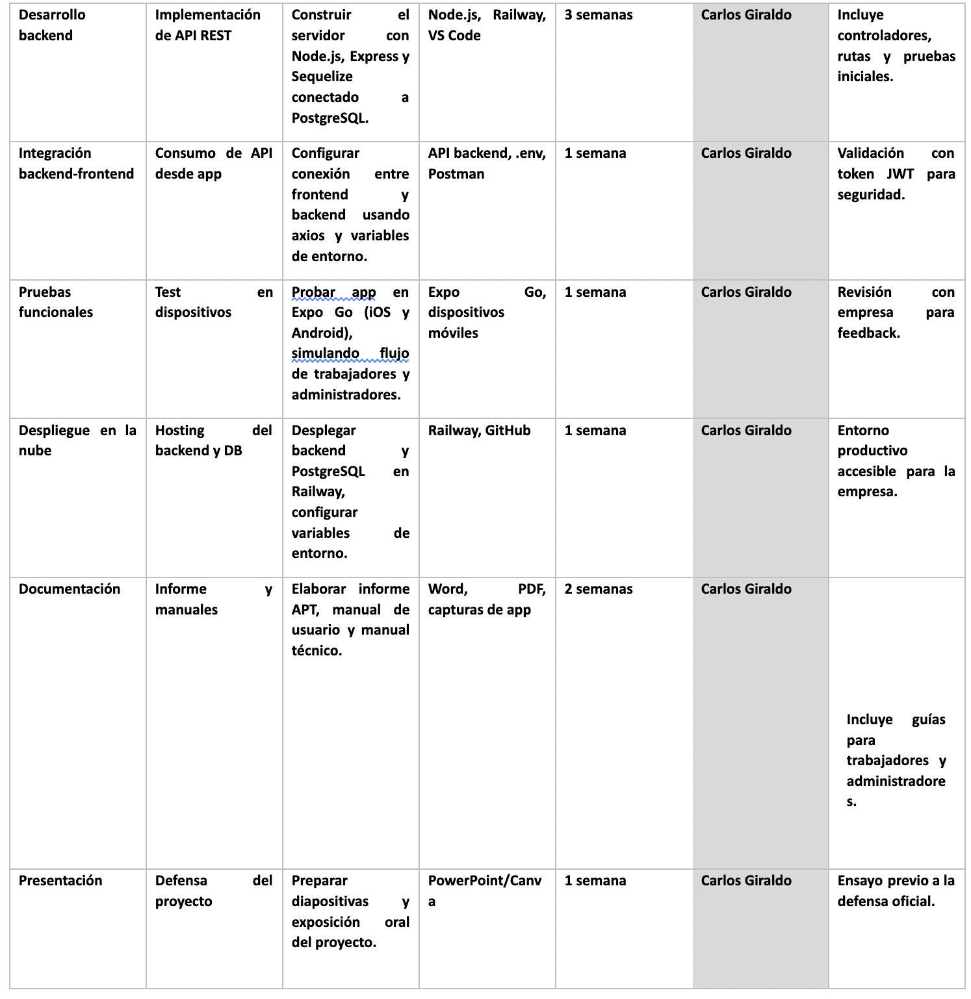 Desarrollo
backend
Implementación
de API REST
Construir el
servidor con
Node.js, Express y
Sequelize
conectado a
PostgreSQL.
Node.js, Railway,
VS Code
3 semanas
Carlos Giraldo
Incluye
controladores,
rutas y pruebas
iniciales.
Integración
backend-frontend
Consumo de API
desde app
Configurar
conexión entre
frontend y
backend usando
axios y variables
de entorno.
API backend, .env,
Postman
1 semana
Carlos Giraldo
Validación con
token JWT para
seguridad.
Pruebas
funcionales
Test en
dispositivos
Probar app en
Expo Go (iOS y
Android),
simulando flujo
de trabajadores y
administradores.
Expo Go,
dispositivos
móviles
1 semana
Carlos Giraldo
Revisión con
empresa para
feedback.
Despliegue en la
nube
Hosting del
backend y DB
Desplegar
backend y
PostgreSQL en
Railway,
configurar
variables de
entorno.
Railway, GitHub
1 semana
Carlos Giraldo
Entorno
productivo
accesible para la
empresa.
Documentación
Informe y
manuales
Elaborar informe
APT, manual de
usuario y manual
técnico.
Word, PDF,
capturas de app
2 semanas
Carlos Giraldo
Incluye guías
para
trabajadores y
administradore
s.
Presentación
Defensa del
proyecto
Preparar
diapositivas y
exposición oral
del proyecto.
PowerPoint/Canv
a
1 semana
Carlos Giraldo
Ensayo previo a la
defensa oficial.